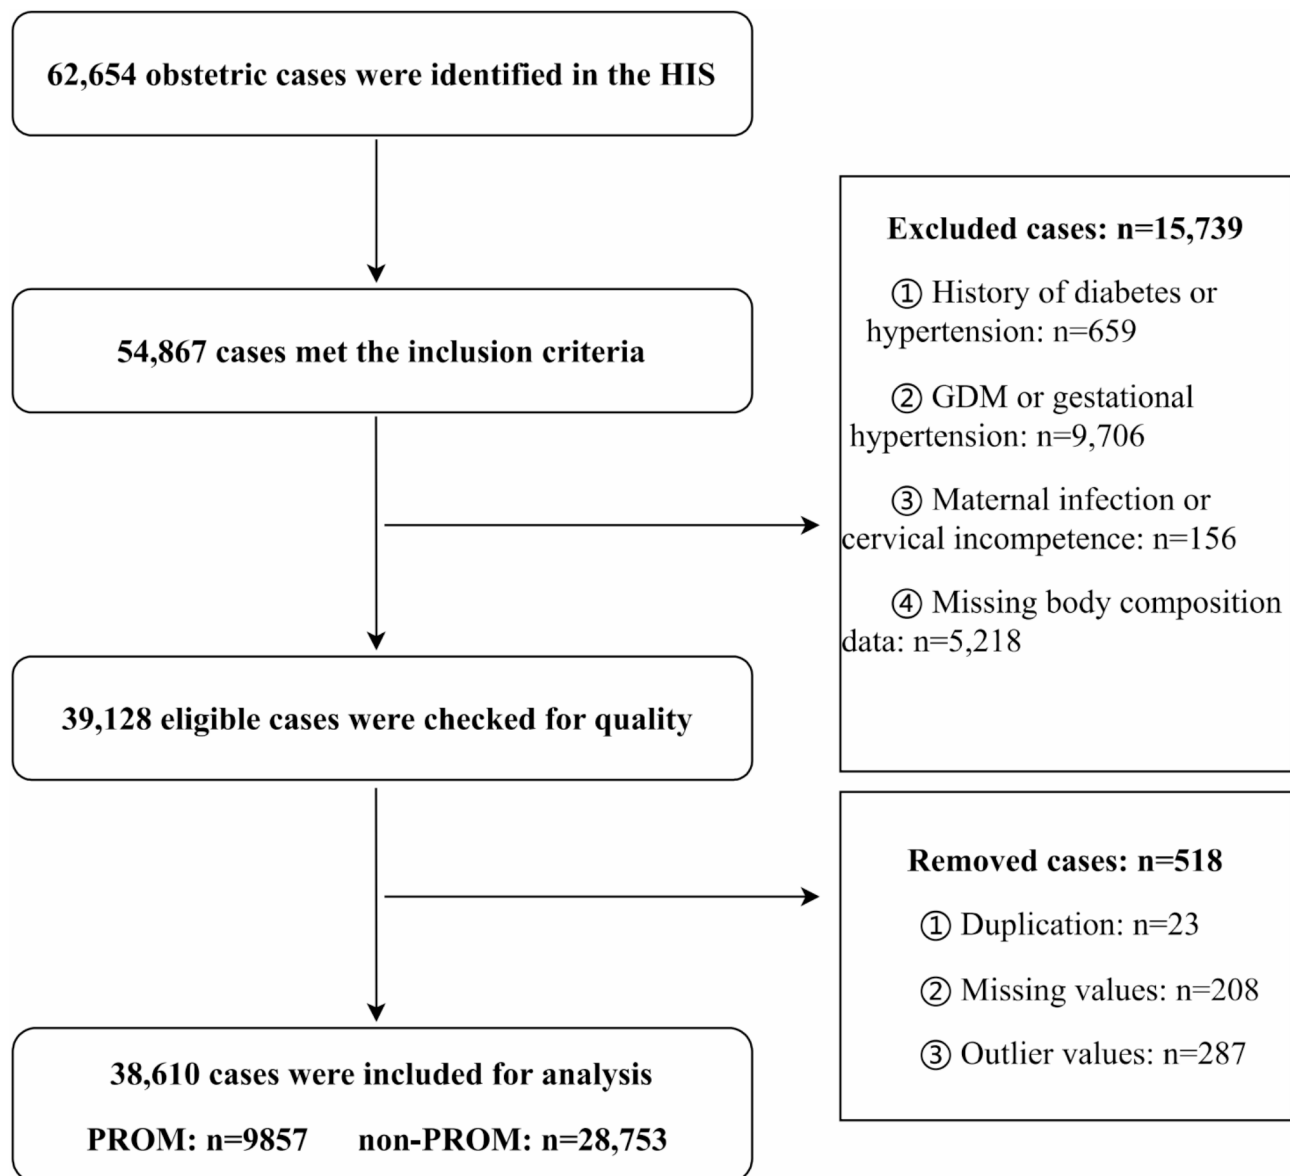 62,654 obstetric cases were identified in the HIS
54,867 cases met the inclusion criteria
Excluded cases: n=15,739
① History of diabetes or
hypertension: n=659
② GDM or gestational
hypertension: n=9,706
③ Maternal infection or
cervical incompetence: n=156
④ Missing body composition
data: n=5,218
39,128 eligible cases were checked for quality
Removed cases: n=518
① Duplication: n=23
② Missing values: n=208
③ Outlier values: n=287
38,610 cases were included for analysis
PROM: n=9857 non-PROM: n=28,753